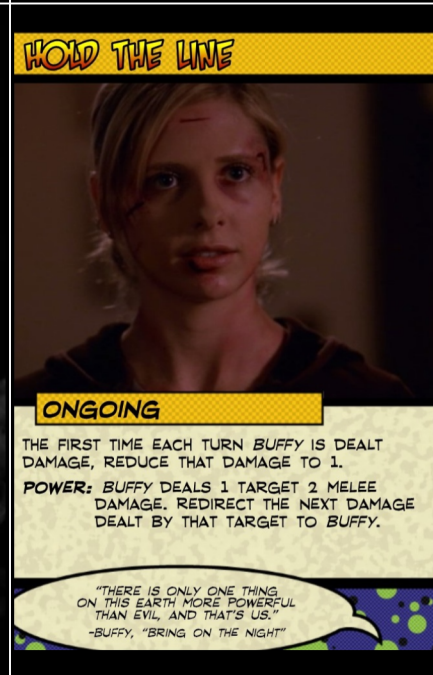 HOLD THE LINE
ONGOING
THE FIRST TIME EACH TURN BUFFY IS DEALT
DAMAGE, REDUCE THAT DAMAGE TO 1.
POWER: BUFFY DEALS 1 TARGET 2 MELEE
DAMAGE. REDIRECT THE NEXT DAMAGE
DEALT BY THAT TARGET TO BUFFY.
"THERE IS ONLY ONE THING
ON THIS EARTH MORE POWERFUL
THAN EVIL, AND THAT'S US."
-BUFFY, "BRING ON THE NIGHT"